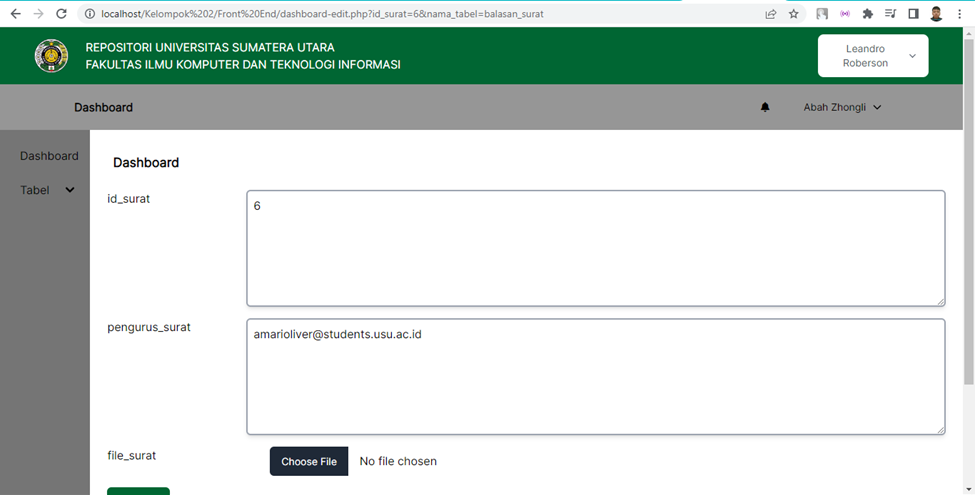 localhost/Kelompok%202/Front%20End/dashboard-edit.php?id_surat=6&nama_tabel=balasan_surat
REPOSITORI UNIVERSITAS SUMATERA UTARA
FAKULTAS ILMU KOMPUTER DAN TEKNOLOGI INFORMASI
Leandro
Roberson
Dashboard
Abah Zhongli
Dashboard
Tabel
Dashboard
id_surat
6
pengurus_surat
amarioliver@students.usu.ac.id
file_surat
Choose File No file chosen